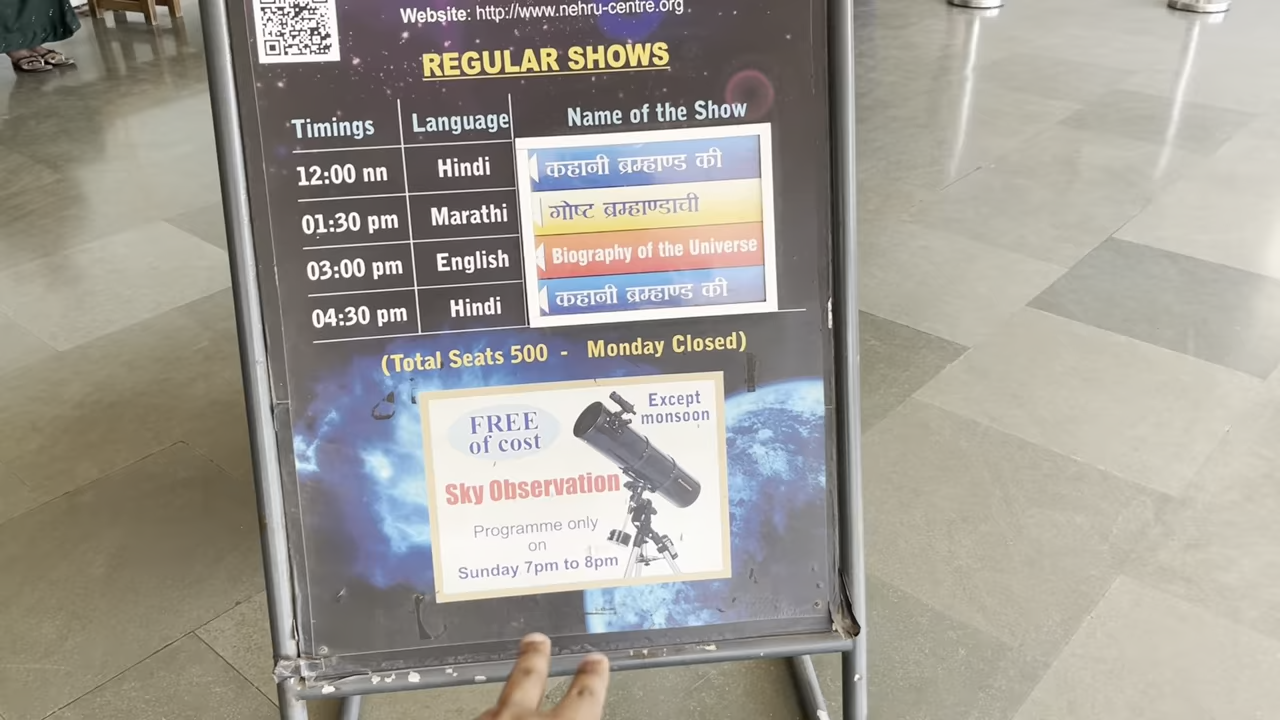 Website: http://www.nehru-centre.org
REGULAR SHOWS
Timings Language Name of the Show
12:00 nn Hindi कहानी ब्रम्हाण्ड की
01:30 pm Marathi गोष्ट ब्रम्हाण्डाची
03:00 pm English Biography of the Universe
04:30 pm Hindi कहानी ब्रम्हाण्ड की
(Total Seats 500 - Monday Closed)
FREE
of cost
Except
monsoon
Sky Observation
Programme only
on
Sunday 7pm to 8pm